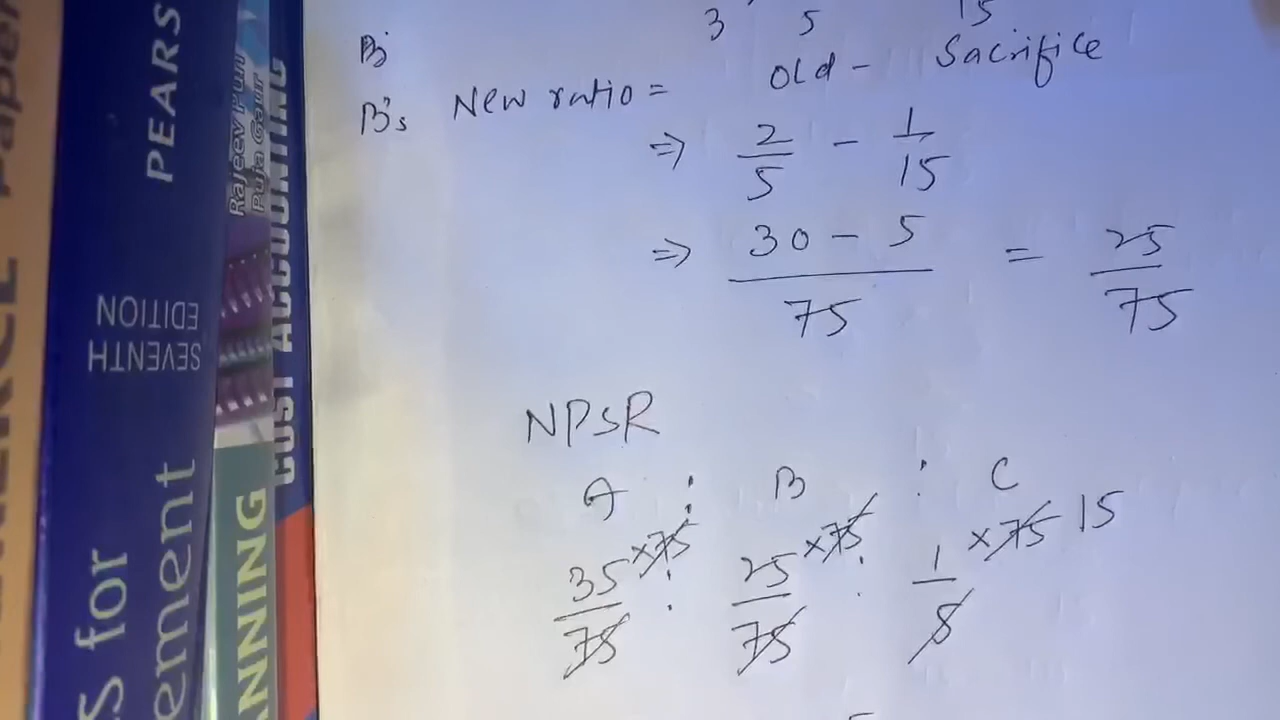 3 5 15
B'
B's New ratio = Old - Sacrifice
⇒ 2/5 - 1/15
⇒ 30 - 5 / 75 = 25/75
NPSR
A : B : C
35/75 ×75 : 25/75 ×75 : 1/5 ×75 15
PEARS
SEVENTH
EDITION
Rajeev Puri
Puja Gaur
COST ACCOUNTING
ANNING
s for
ement
Paper